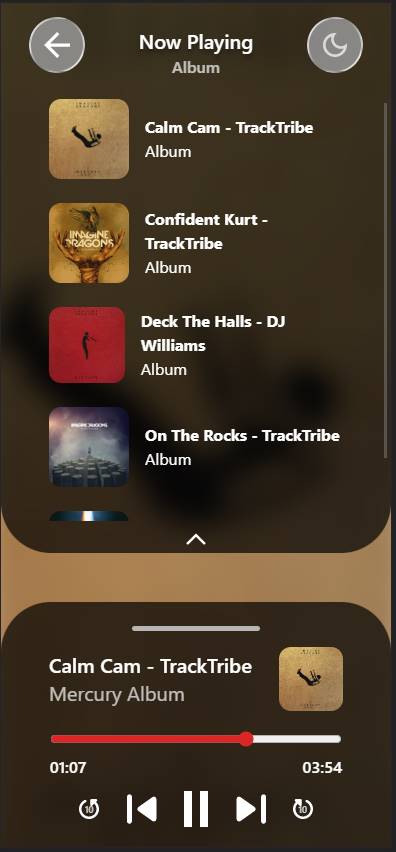 Now Playing
Album
Calm Cam - TrackTribe
Album
IMAGINE
DRAGONS
Confident Kurt -
TrackTribe
Album
Deck The Halls - DJ
Williams
Album
IMAGINE DRAGONS
On The Rocks - TrackTribe
Album
Calm Cam - TrackTribe
Mercury Album
01:07
03:54
10
10